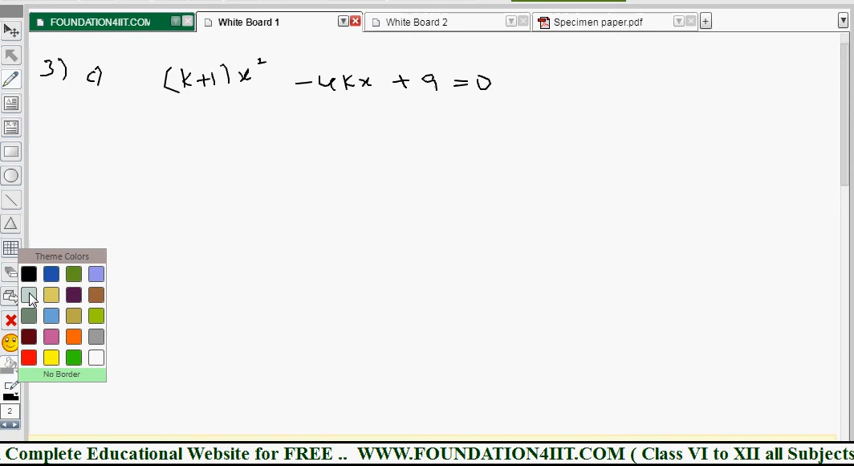 FOUNDATION4IIT.COM White Board 1 White Board 2 Specimen paper.pdf
3) c) (k+1)x² -4kx + 9 = 0
Theme Colors
No Border
2
Complete Educational Website for FREE .. WWW.FOUNDATION4IIT.COM ( Class VI to XII all Subjects